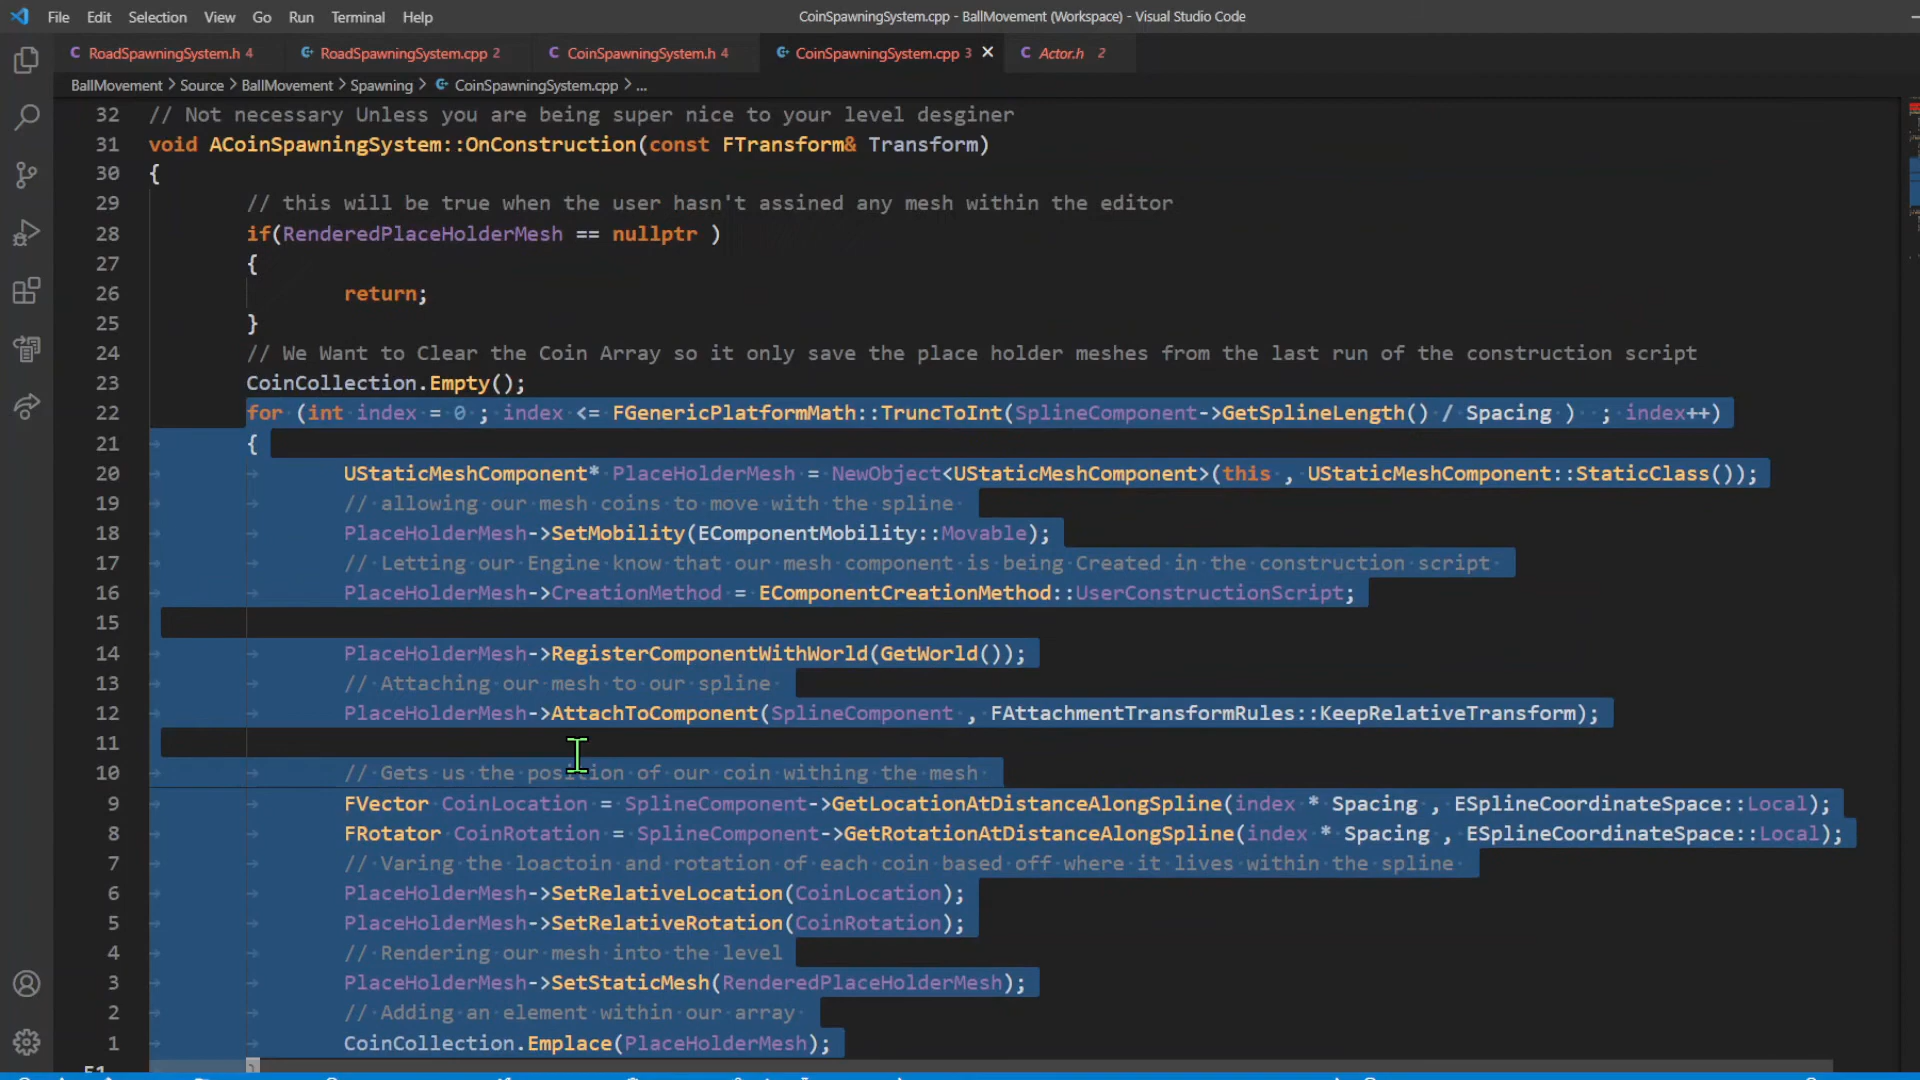 File Edit Selection View Go Run Terminal Help
CoinSpawningSystem.cpp - BallMovement (Workspace) - Visual Studio Code
RoadSpawningSystem.h 4 RoadSpawningSystem.cpp 2 CoinSpawningSystem.h 4 CoinSpawningSystem.cpp 3 Actor.h 2
BallMovement > Source > BallMovement > Spawning > CoinSpawningSystem.cpp > ...
32 // Not necessary Unless you are being super nice to your level desginer
31 void ACoinSpawningSystem::OnConstruction(const FTransform& Transform)
30 {
29 // this will be true when the user hasn't assined any mesh within the editor
28 if(RenderedPlaceHolderMesh == nullptr )
27 {
26 return;
25 }
24 // We Want to Clear the Coin Array so it only save the place holder meshes from the last run of the construction script
23 CoinCollection.Empty();
22 for (int index = 0 ; index <= FGenericPlatformMath::TruncToInt(SplineComponent->GetSplineLength() / Spacing ) ; index++)
21 {
20 UStaticMeshComponent* PlaceHolderMesh = NewObject<UStaticMeshComponent>(this , UStaticMeshComponent::StaticClass());
19 // allowing our mesh coins to move with the spline
18 PlaceHolderMesh->SetMobility(EComponentMobility::Movable);
17 // Letting our Engine know that our mesh component is being Created in the construction script
16 PlaceHolderMesh->CreationMethod = EComponentCreationMethod::UserConstructionScript;
15
14 PlaceHolderMesh->RegisterComponentWithWorld(GetWorld());
13 // Attaching our mesh to our spline
12 PlaceHolderMesh->AttachToComponent(SplineComponent , FAttachmentTransformRules::KeepRelativeTransform);
11
10 // Gets us the position of our coin withing the mesh
9 FVector CoinLocation = SplineComponent->GetLocationAtDistanceAlongSpline(index * Spacing , ESplineCoordinateSpace::Local);
8 FRotator CoinRotation = SplineComponent->GetRotationAtDistanceAlongSpline(index * Spacing , ESplineCoordinateSpace::Local);
7 // Varing the loactoin and rotation of each coin based off where it lives within the spline
6 PlaceHolderMesh->SetRelativeLocation(CoinLocation);
5 PlaceHolderMesh->SetRelativeRotation(CoinRotation);
4 // Rendering our mesh into the level
3 PlaceHolderMesh->SetStaticMesh(RenderedPlaceHolderMesh);
2 // Adding an element within our array
1 CoinCollection.Emplace(PlaceHolderMesh);
51 }